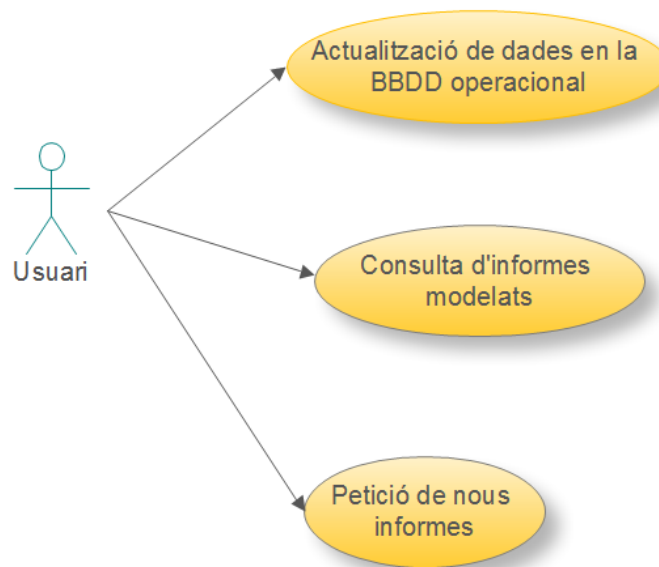 Actualització de dades en la
BBDD operacional
Usuari
Consulta d'informes
modelats
Petició de nous
informes